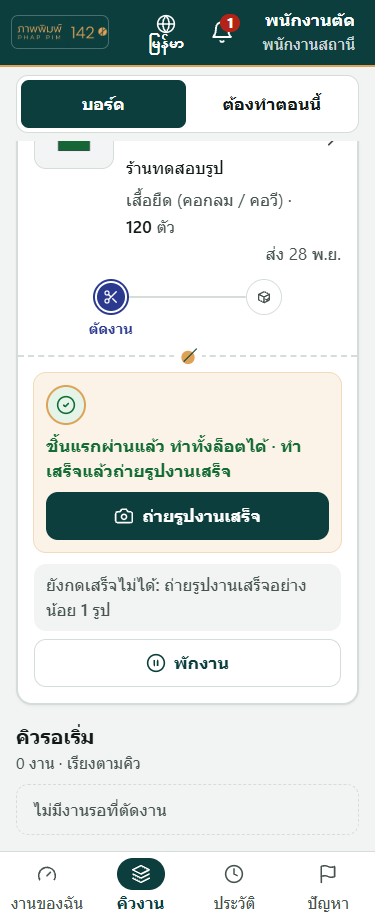 ภาพพิมพ์ 142
PHAP PIM
မြန်မာ
1
พนักงานตัด
พนักงานสถานี
บอร์ด
ต้องทำตอนนี้
ร้านทดสอบรูป
เสื้อยืด (คอกลม / คอวี) ·
120 ตัว
ส่ง 28 พ.ย.
ตัดงาน
ชิ้นแรกผ่านแล้ว ทำทั้งล็อตได้ · ทำ
เสร็จแล้วถ่ายรูปงานเสร็จ
ถ่ายรูปงานเสร็จ
ยังกดเสร็จไม่ได้: ถ่ายรูปงานเสร็จอย่าง
น้อย 1 รูป
พักงาน
คิวรอเริ่ม
0 งาน · เรียงตามคิว
ไม่มีงานรอที่ตัดงาน
งานของฉัน
คิวงาน
ประวัติ
ปัญหา